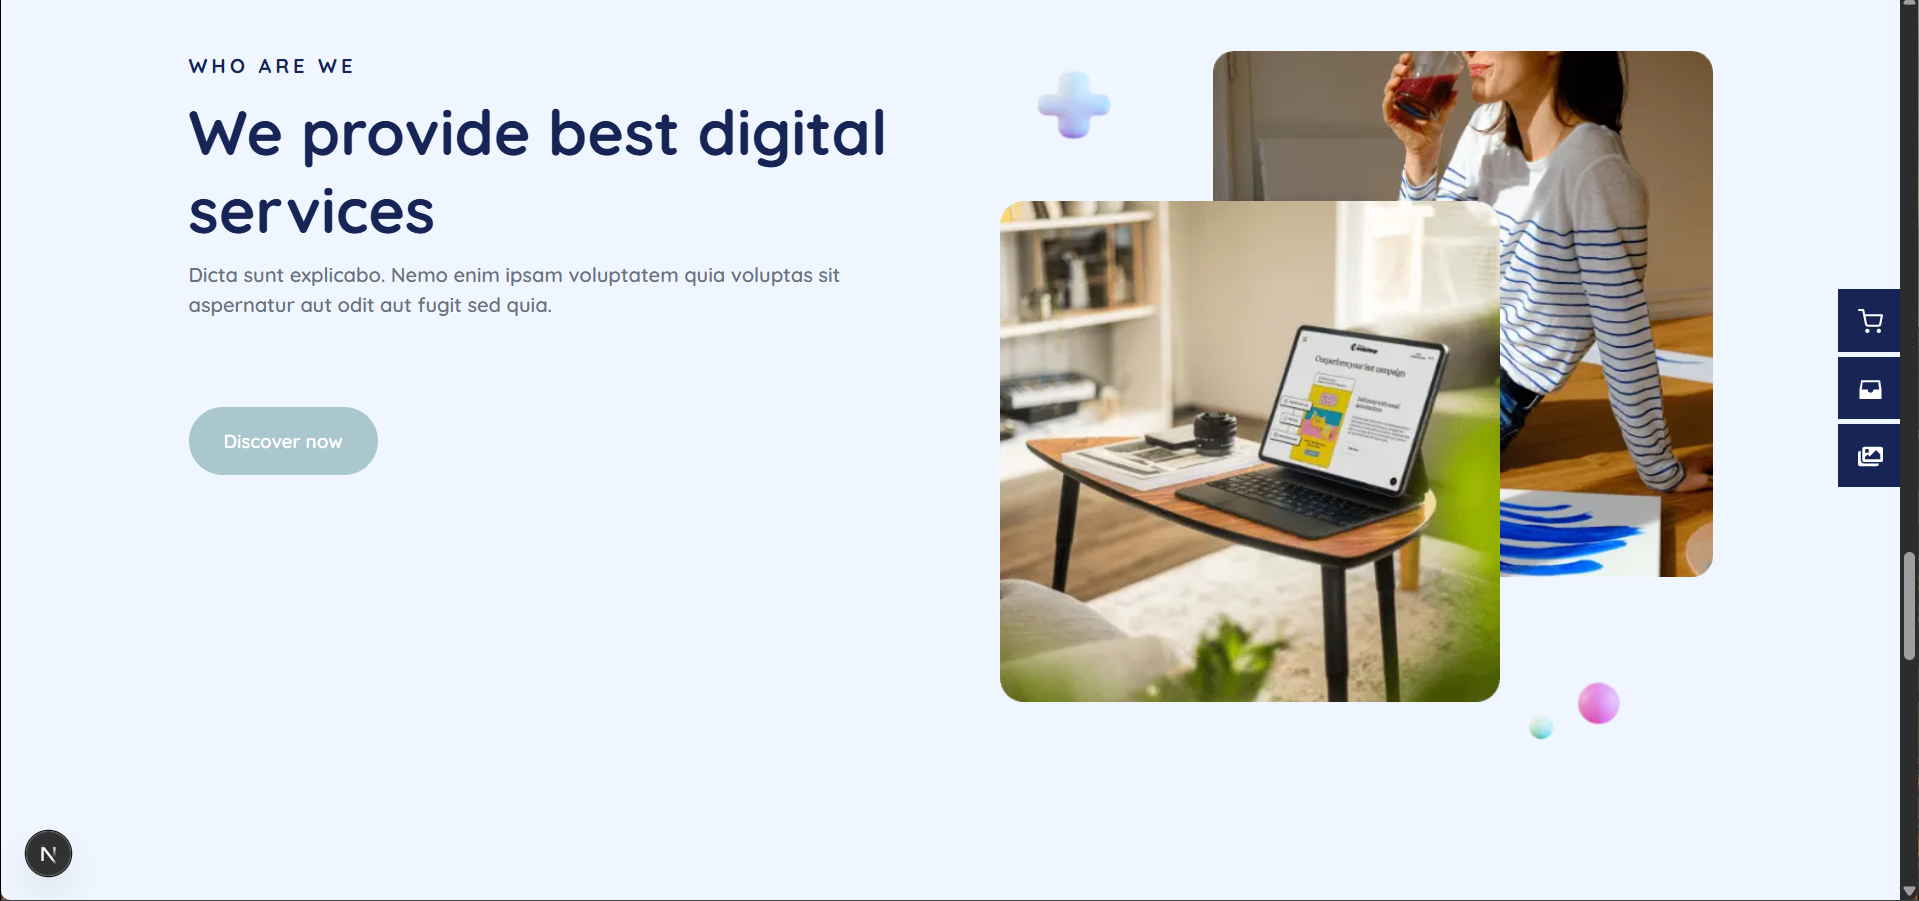 WHO ARE WE
We provide best digital
services
Dicta sunt explicabo. Nemo enim ipsam voluptatem quia voluptas sit
aspernatur aut odit aut fugit sed quia.
Discover now
Outperform your last campaign
N